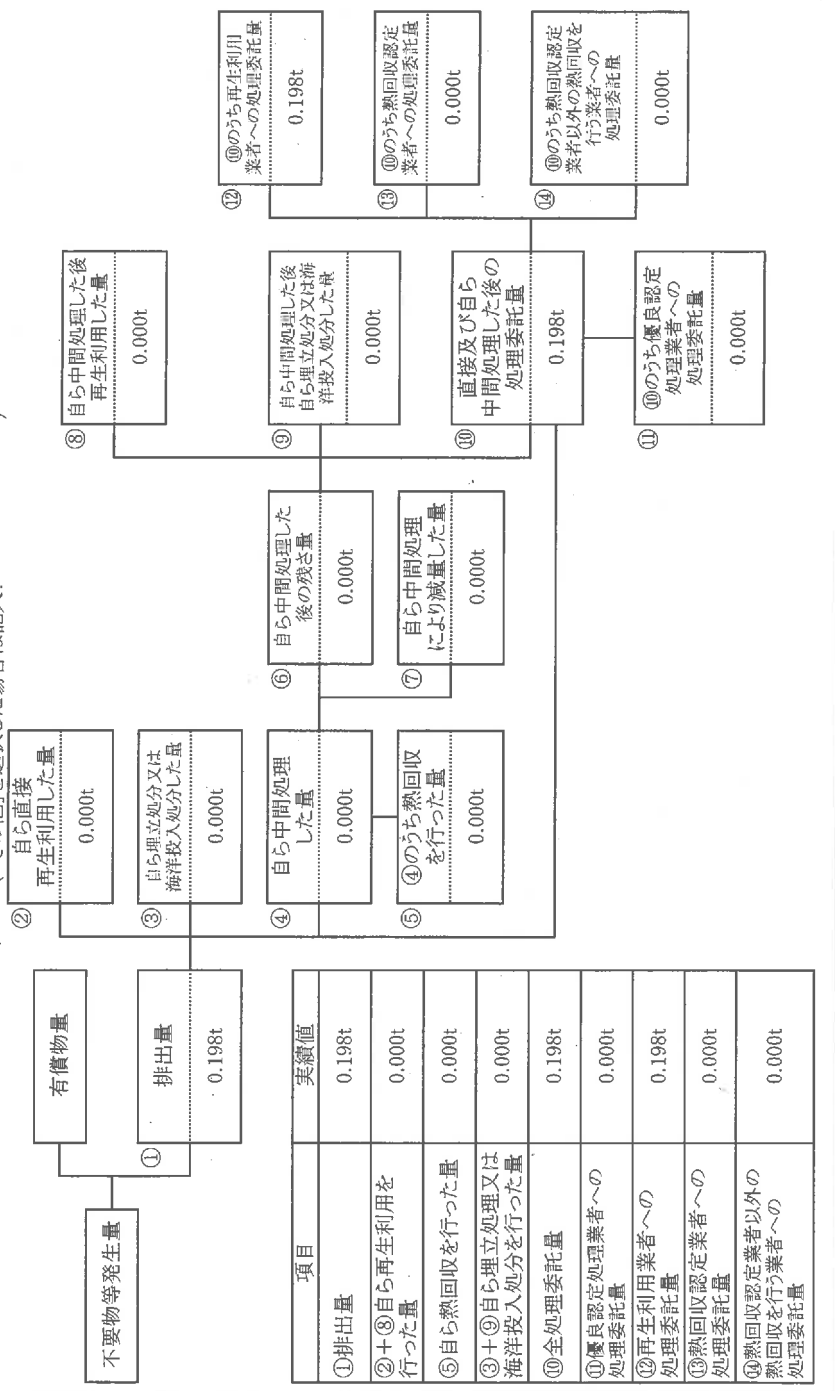 不要物等発生量
有償物量
①
排出量
0.198t
②
自ら直接
再生利用した量
0.000t
③
自ら埋立処分又は
海洋投入処分した量
0.000t
④
自ら中間処理
した量
0.000t
⑤
④のうち熱回収
を行った量
0.000t
⑥
自ら中間処理した
後の残さ量
0.000t
⑦
自ら中間処理
により減量した量
0.000t
⑧
自ら中間処理した後
再生利用した量
0.000t
⑨
自ら中間処理した後
自ら埋立処分又は海
洋投入処分した量
0.000t
⑩
直接及び自ら
中間処理した後の
処理委託量
0.198t
⑪
⑩のうち優良認定
処理業者への
処理委託量
0.000t
⑫
⑩のうち再生利用
業者への処理委託量
0.198t
⑬
⑩のうち熱回収認定
業者への処理委託量
0.000t
⑭
⑩のうち熱回収認定
業者以外の熱回収を
行う業者への
処理委託量
0.000t
項目 実績値
①排出量 0.198t
②+⑧自ら再生利用を
行った量 0.000t
⑤自ら熱回収を行った量 0.000t
③+⑨自ら埋立処理又は
海洋投入処分を行った量 0.000t
⑩全処理委託量 0.198t
⑪優良認定処理業者への
処理委託量 0.000t
⑫再生利用業者への
処理委託量 0.198t
⑬熱回収認定業者への
処理委託量 0.000t
⑭熱回収認定業者以外の
熱回収を行う業者への
処理委託量 0.000t